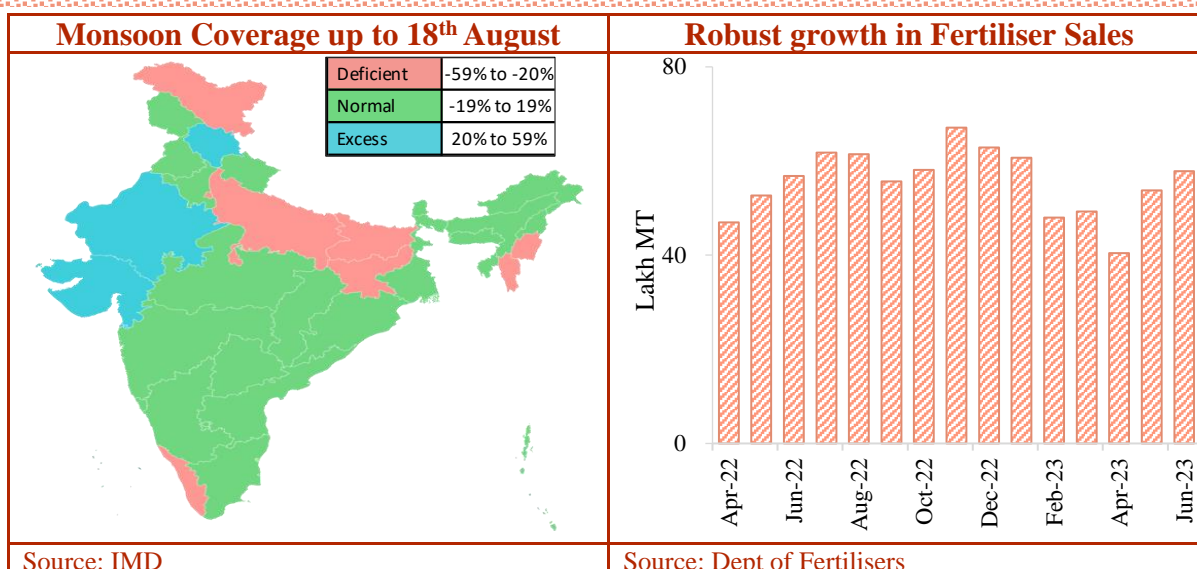 Monsoon Coverage up to 18th August
Deficient -59% to -20%
Normal -19% to 19%
Excess 20% to 59%
Source: IMD
Robust growth in Fertiliser Sales
80
40
0
Lakh MT
Apr-22
Jun-22
Aug-22
Oct-22
Dec-22
Feb-23
Apr-23
Jun-23
Source: Dept of Fertilisers